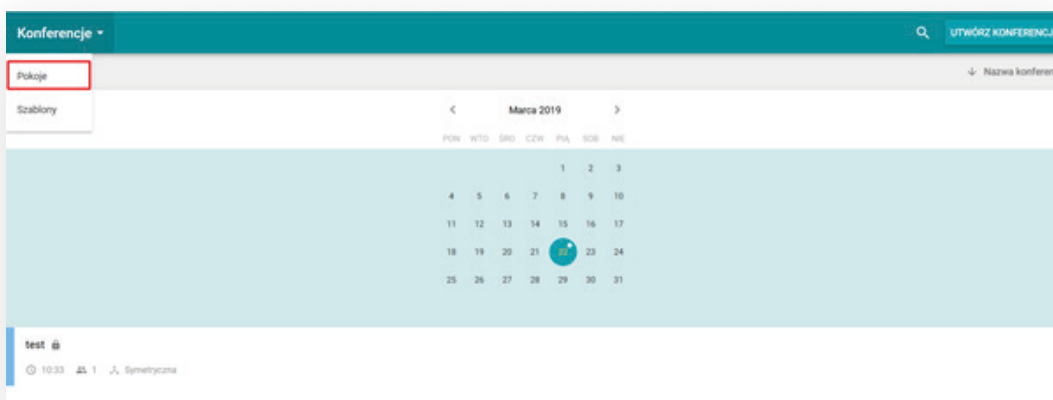 Konferencje
UTWÓRZ KONFERENCJ
Pokoje
Nazwa konferen
Szablony
Marca 2019
PON WTO ŚRO CZW PIĄ SOB NIE
1 2 3
4 5 6 7 8 9 10
11 12 13 14 15 16 17
18 19 20 21 22 23 24
25 26 27 28 29 30 31
test
10:33 1 Symetryczna